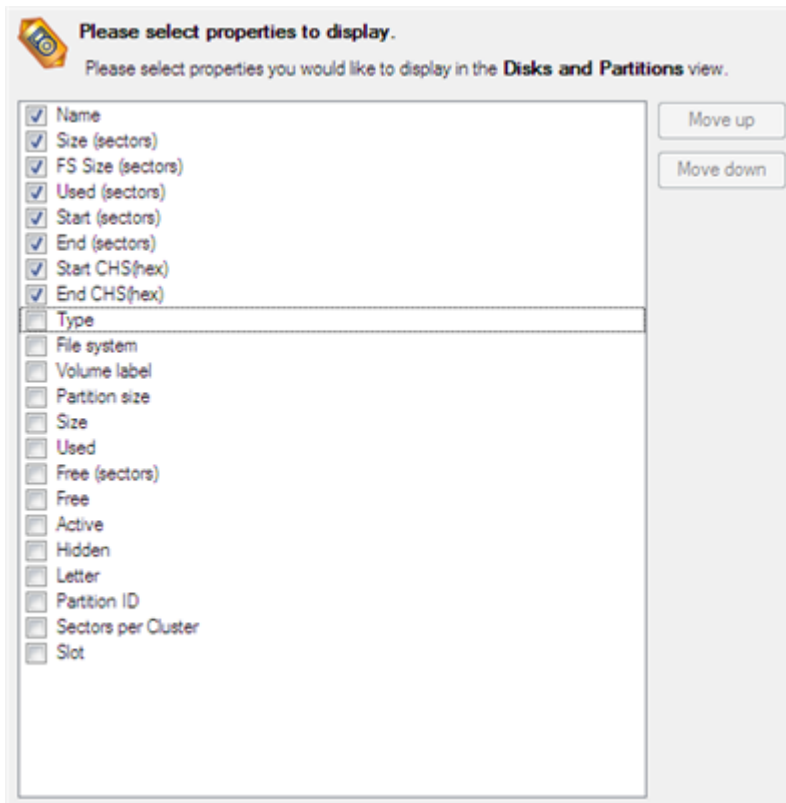 Please select properties to display.
Please select properties you would like to display in the Disks and Partitions view.
Name
Size (sectors)
FS Size (sectors)
Used (sectors)
Start (sectors)
End (sectors)
Start CHS(hex)
End CHS(hex)
Type
File system
Volume label
Partition size
Size
Used
Free (sectors)
Free
Active
Hidden
Letter
Partition ID
Sectors per Cluster
Slot
Move up
Move down